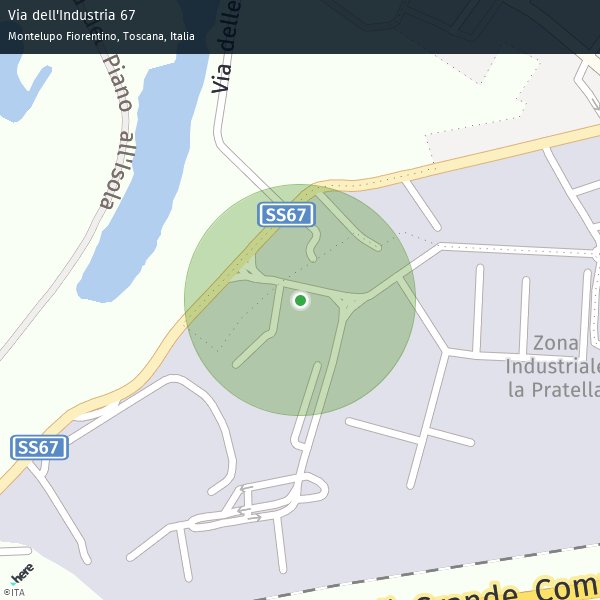 Via dell'Industria 67
Montelupo Fiorentino, Toscana, Italia
Via delle
Piano all'Isola
SS67
Zona
Industriale
la Pratella
SS67
Grande Com
here
©ITA